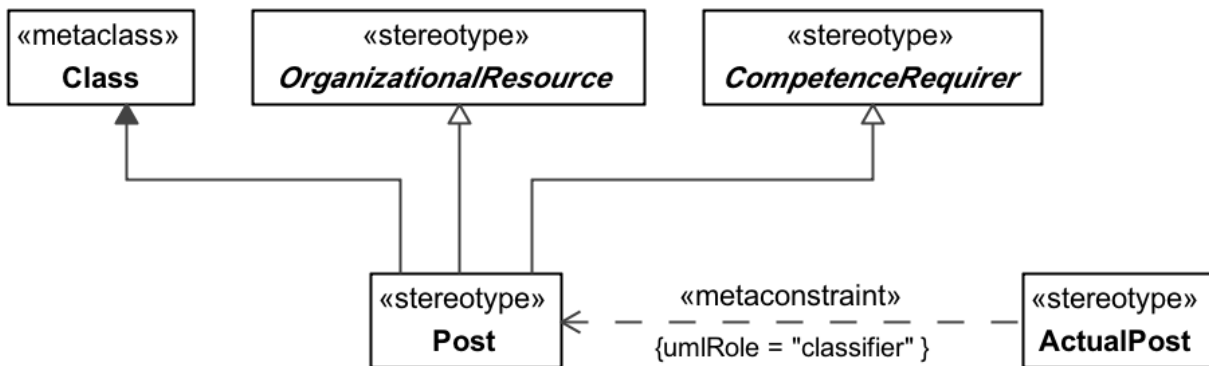 «metaclass»
Class
«stereotype»
OrganizationalResource
«stereotype»
CompetenceRequirer
«stereotype»
Post
«metaconstraint»
{umlRole = "classifier" }
«stereotype»
ActualPost